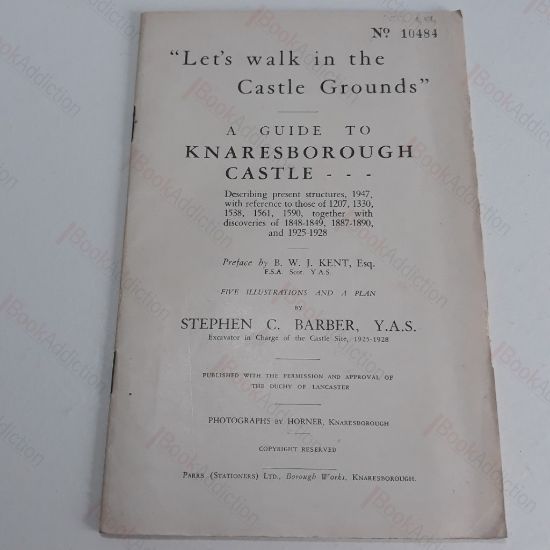 Nº 10484
"Let's walk in the
Castle Grounds"
A GUIDE TO
KNARESBOROUGH
CASTLE - - -
Describing present structures, 1947,
with reference to those of 1207, 1330,
1538, 1561, 1590, together with
discoveries of 1848-1849, 1887-1890,
and 1925-1928
Preface by B. W. J. KENT, Esq.
F.S.A. Scot. Y.A.S.
FIVE ILLUSTRATIONS AND A PLAN
BY
STEPHEN C. BARBER, Y.A.S.
Excavator in Charge of the Castle Site, 1925-1928
PUBLISHED WITH THE PERMISSION AND APPROVAL OF
THE DUCHY OF LANCASTER
PHOTOGRAPHS BY HORNER, KNARESBOROUGH
COPYRIGHT RESERVED
PARRS (STATIONERS) LTD., Borough Works, KNARESBOROUGH.
BookAddiction